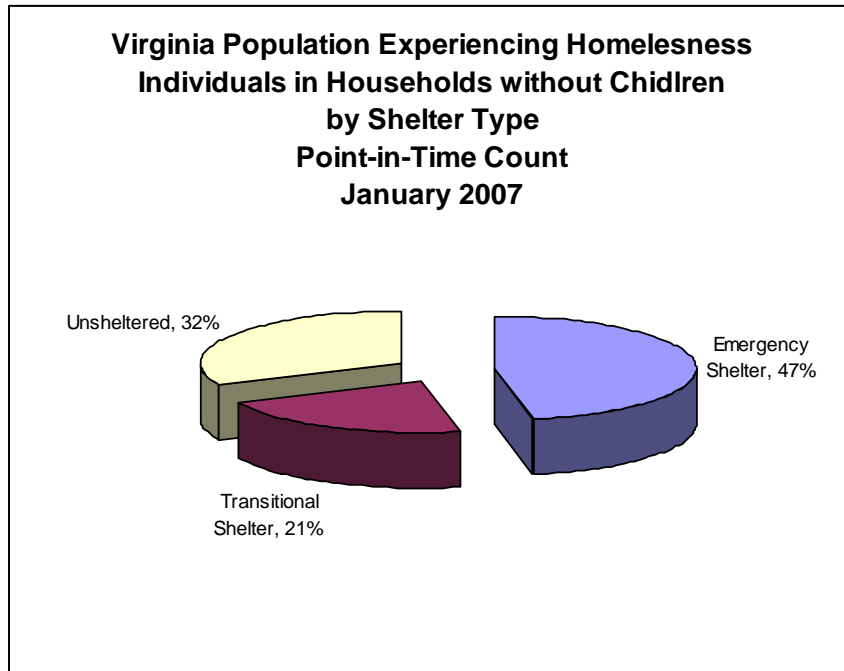 Virginia Population Experiencing Homelesness
Individuals in Households without Chidlren
by Shelter Type
Point-in-Time Count
January 2007
Unsheltered, 32%
Emergency
Shelter, 47%
Transitional
Shelter, 21%